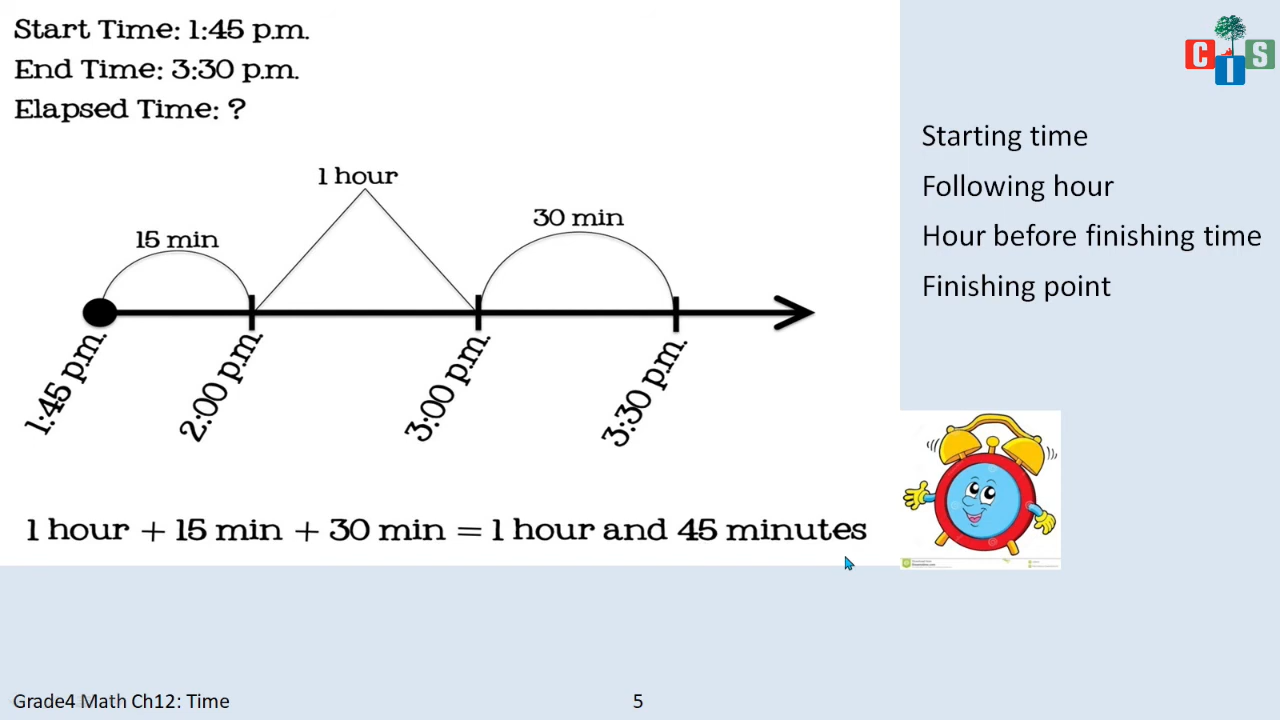 Start Time: 1:45 p.m.
End Time: 3:30 p.m.
Elapsed Time: ?
1 hour
15 min
30 min
1:45 p.m.
2:00 p.m.
3:00 p.m.
3:30 p.m.
1 hour + 15 min + 30 min = 1 hour and 45 minutes
CIS
Starting time
Following hour
Hour before finishing time
Finishing point
Grade4 Math Ch12: Time
5